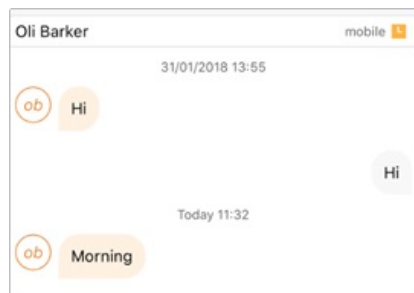 Oli Barker mobile
31/01/2018 13:55
ob Hi
Hi
Today 11:32
ob Morning